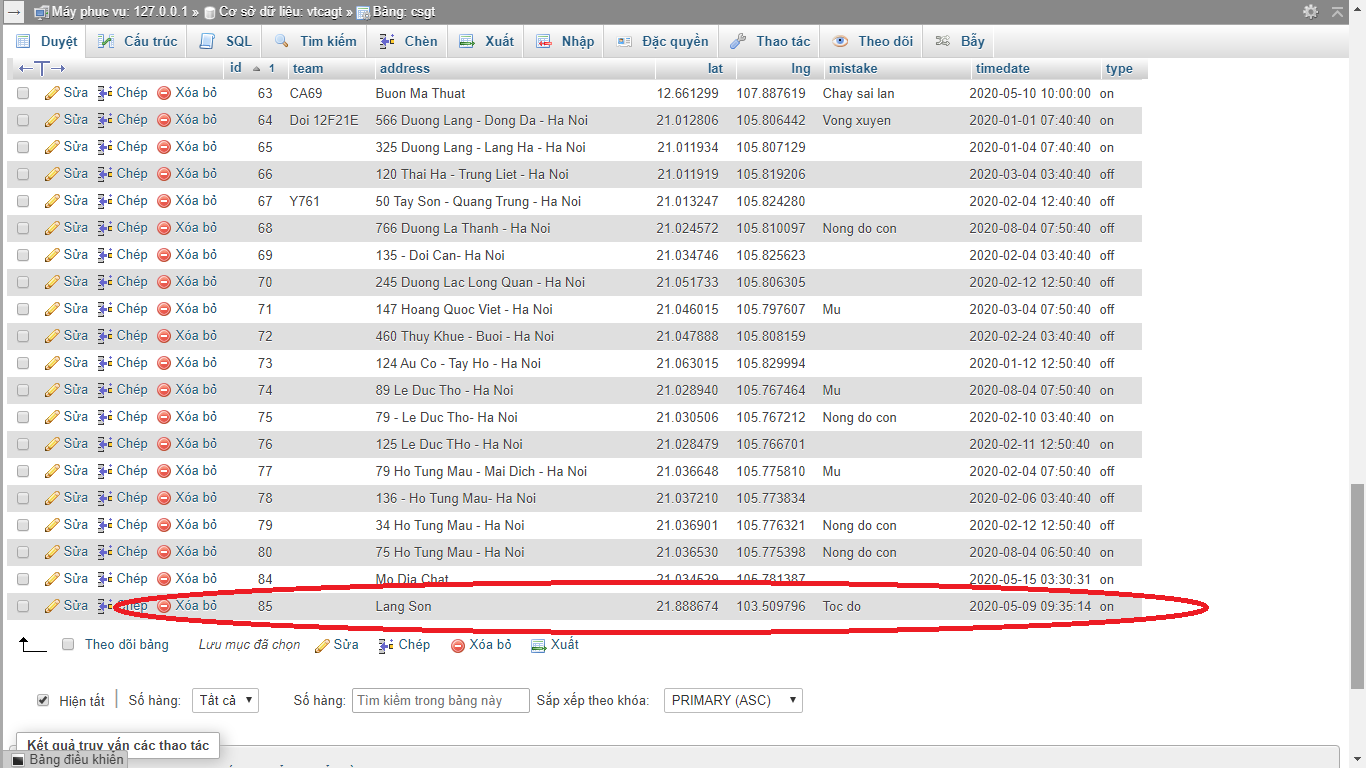 Máy phục vụ: 127.0.0.1 » Cơ sở dữ liệu: vtcagt » Bảng: csgt
Duyệt Cấu trúc SQL Tìm kiếm Chèn Xuất Nhập Đặc quyền Thao tác Theo dõi Bẫy
id 1 team address lat lng mistake timedate type
Sửa Chép Xóa bỏ 63 CA69 Buon Ma Thuat 12.661299 107.887619 Chay sai lan 2020-05-10 10:00:00 on
Sửa Chép Xóa bỏ 64 Doi 12F21E 566 Duong Lang - Dong Da - Ha Noi 21.012806 105.806442 Vong xuyen 2020-01-01 07:40:40 on
Sửa Chép Xóa bỏ 65 325 Duong Lang - Lang Ha - Ha Noi 21.011934 105.807129 2020-01-04 07:40:40 on
Sửa Chép Xóa bỏ 66 120 Thai Ha - Trung Liet - Ha Noi 21.011919 105.819206 2020-03-04 03:40:40 off
Sửa Chép Xóa bỏ 67 Y761 50 Tay Son - Quang Trung - Ha Noi 21.013247 105.824280 2020-02-04 12:40:40 off
Sửa Chép Xóa bỏ 68 766 Duong La Thanh - Ha Noi 21.024572 105.810097 Nong do con 2020-08-04 07:50:40 off
Sửa Chép Xóa bỏ 69 135 - Doi Can- Ha Noi 21.034746 105.825623 2020-02-04 03:40:40 off
Sửa Chép Xóa bỏ 70 245 Duong Lac Long Quan - Ha Noi 21.051733 105.806305 2020-02-12 12:50:40 off
Sửa Chép Xóa bỏ 71 147 Hoang Quoc Viet - Ha Noi 21.046015 105.797607 Mu 2020-03-04 07:50:40 off
Sửa Chép Xóa bỏ 72 460 Thuy Khue - Buoi - Ha Noi 21.047888 105.808159 2020-02-24 03:40:40 off
Sửa Chép Xóa bỏ 73 124 Au Co - Tay Ho - Ha Noi 21.063015 105.829994 2020-01-12 12:50:40 off
Sửa Chép Xóa bỏ 74 89 Le Duc Tho - Ha Noi 21.028940 105.767464 Mu 2020-08-04 07:50:40 on
Sửa Chép Xóa bỏ 75 79 - Le Duc Tho- Ha Noi 21.030506 105.767212 Nong do con 2020-02-10 03:40:40 on
Sửa Chép Xóa bỏ 76 125 Le Duc THo - Ha Noi 21.028479 105.766701 2020-02-11 12:50:40 on
Sửa Chép Xóa bỏ 77 79 Ho Tung Mau - Mai Dich - Ha Noi 21.036648 105.775810 Mu 2020-02-04 07:50:40 off
Sửa Chép Xóa bỏ 78 136 - Ho Tung Mau- Ha Noi 21.037210 105.773834 2020-02-06 03:40:40 off
Sửa Chép Xóa bỏ 79 34 Ho Tung Mau - Ha Noi 21.036901 105.776321 Nong do con 2020-02-12 12:50:40 off
Sửa Chép Xóa bỏ 80 75 Ho Tung Mau - Ha Noi 21.036530 105.775398 Nong do con 2020-08-04 06:50:40 off
Sửa Chép Xóa bỏ 84 Mo Dia Chat 21.034529 105.781387 2020-05-15 03:30:31 on
Sửa Chép Xóa bỏ 85 Lang Son 21.888674 103.509796 Toc do 2020-05-09 09:35:14 on
Theo dõi bảng Lưu mục đã chọn Sửa Chép Xóa bỏ Xuất
Hiện tất Số hàng: Tất cả Số hàng: Tìm kiếm trong bảng này Sắp xếp theo khóa: PRIMARY (ASC)
Kết quả truy vấn các thao tác
Bảng điều khiển